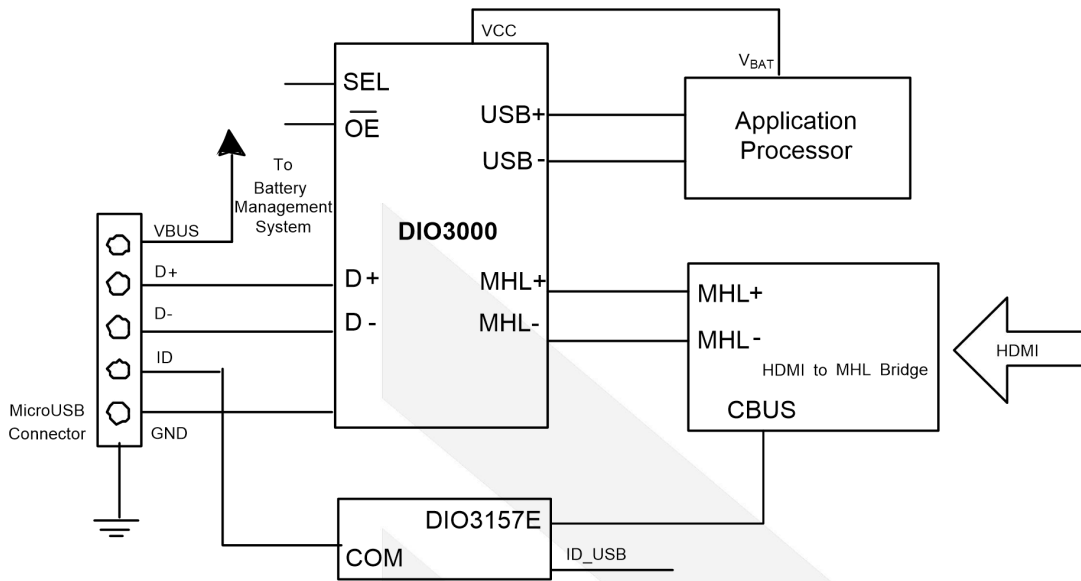 VCC
V_BAT
SEL
OE
USB+
USB-
Application
Processor
To
Battery
Management
System
VBUS
DIO3000
D+
D+
MHL+
MHL+
D-
D-
MHL-
MHL-
HDMI
ID
HDMI to MHL Bridge
MicroUSB
Connector
GND
CBUS
DIO3157E
COM
ID_USB